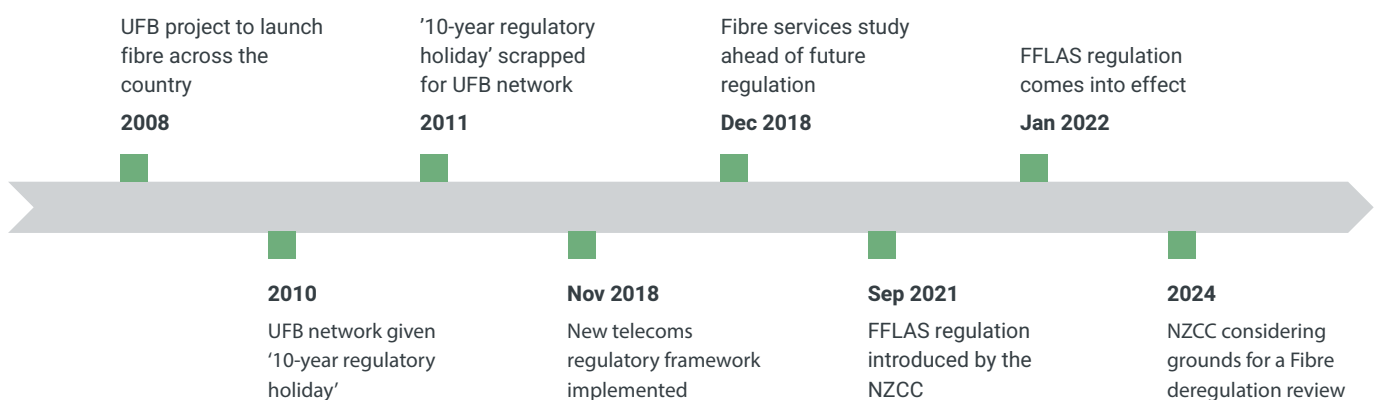 UFB project to launch
fibre across the
country
2008
’10-year regulatory
holiday’ scrapped
for UFB network
2011
Fibre services study
ahead of future
regulation
Dec 2018
FFLAS regulation
comes into effect
Jan 2022
2010
UFB network given
‘10-year regulatory
holiday’
Nov 2018
New telecoms
regulatory framework
implemented
Sep 2021
FFLAS regulation
introduced by the
NZCC
2024
NZCC considering
grounds for a Fibre
deregulation review